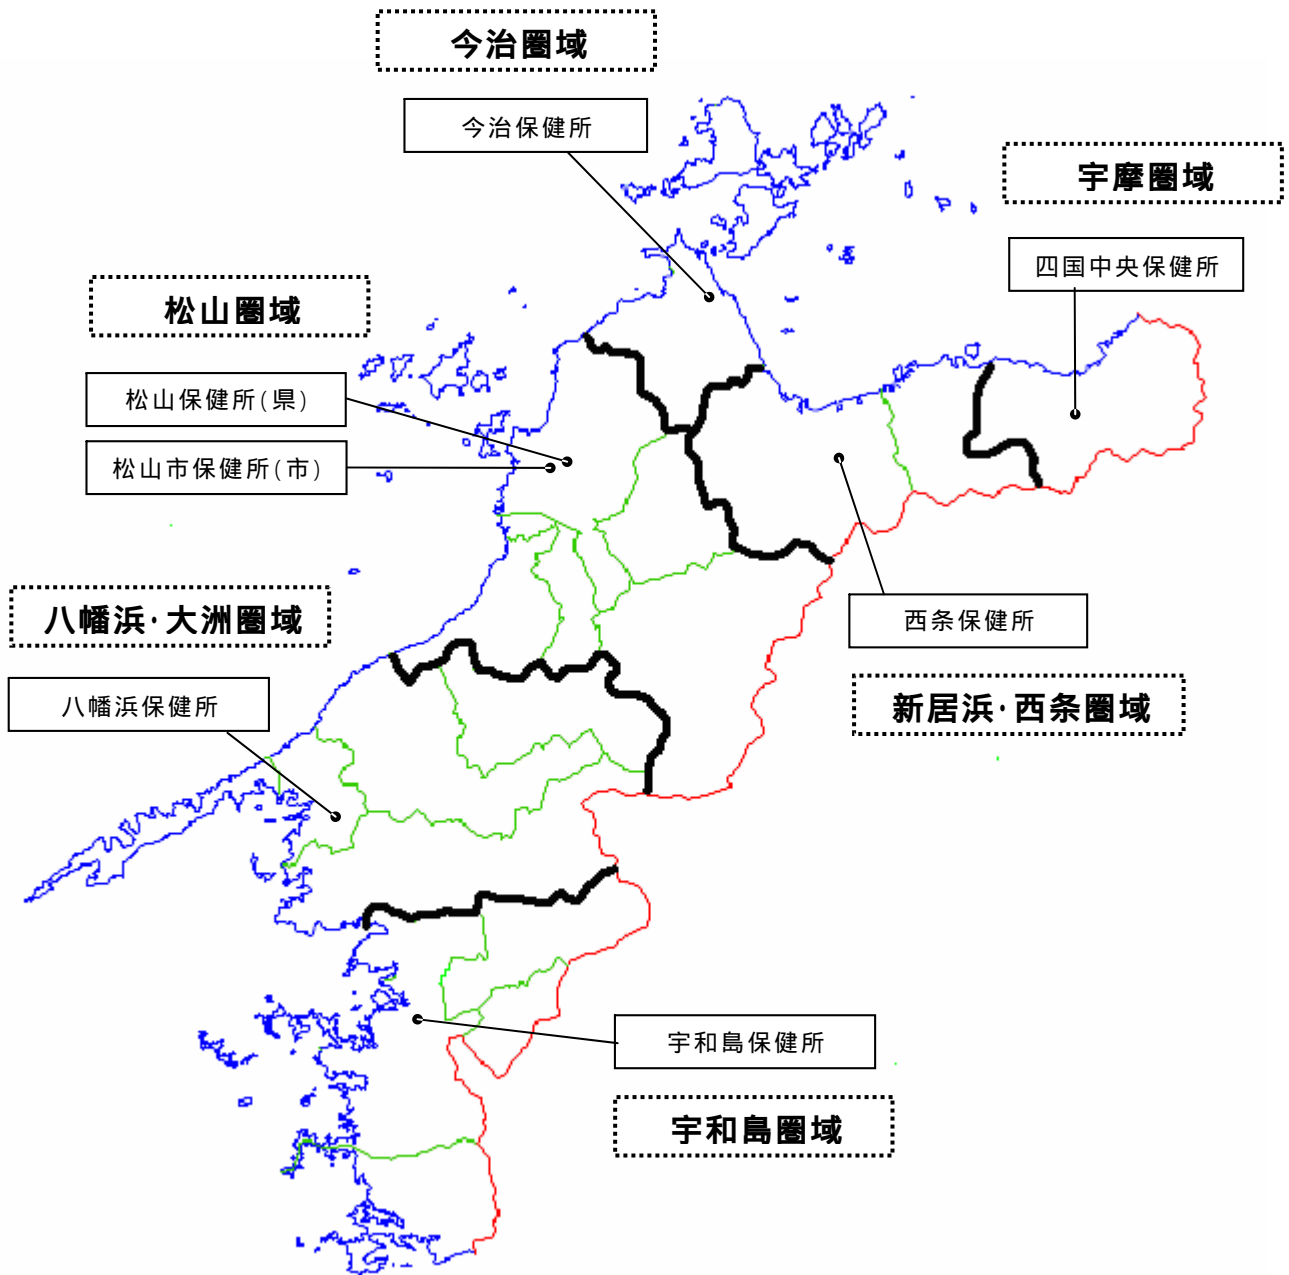 今治圏域
今治保健所
宇摩圏域
四国中央保健所
松山圏域
松山保健所(県)
松山市保健所(市)
八幡浜・大洲圏域
八幡浜保健所
西条保健所
新居浜・西条圏域
宇和島保健所
宇和島圏域